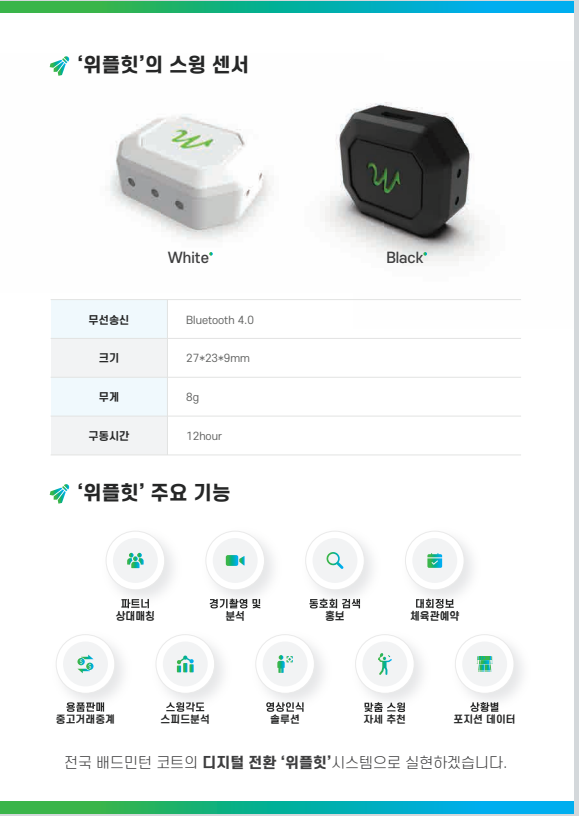 ‘위플힛’의 스윙 센서
White
Black
무선송신 Bluetooth 4.0
크기 27*23*9mm
무게 8g
구동시간 12hour
‘위플힛’ 주요 기능
파트너
상대매칭
경기촬영 및
분석
동호회 검색
홍보
대회정보
체육관예약
용품판매
중고거래중계
스윙각도
스피드분석
영상인식
솔루션
맞춤 스윙
자세 추천
상황별
포지션 데이터
전국 배드민턴 코트의 디지털 전환 ‘위플힛’시스템으로 실현하겠습니다.